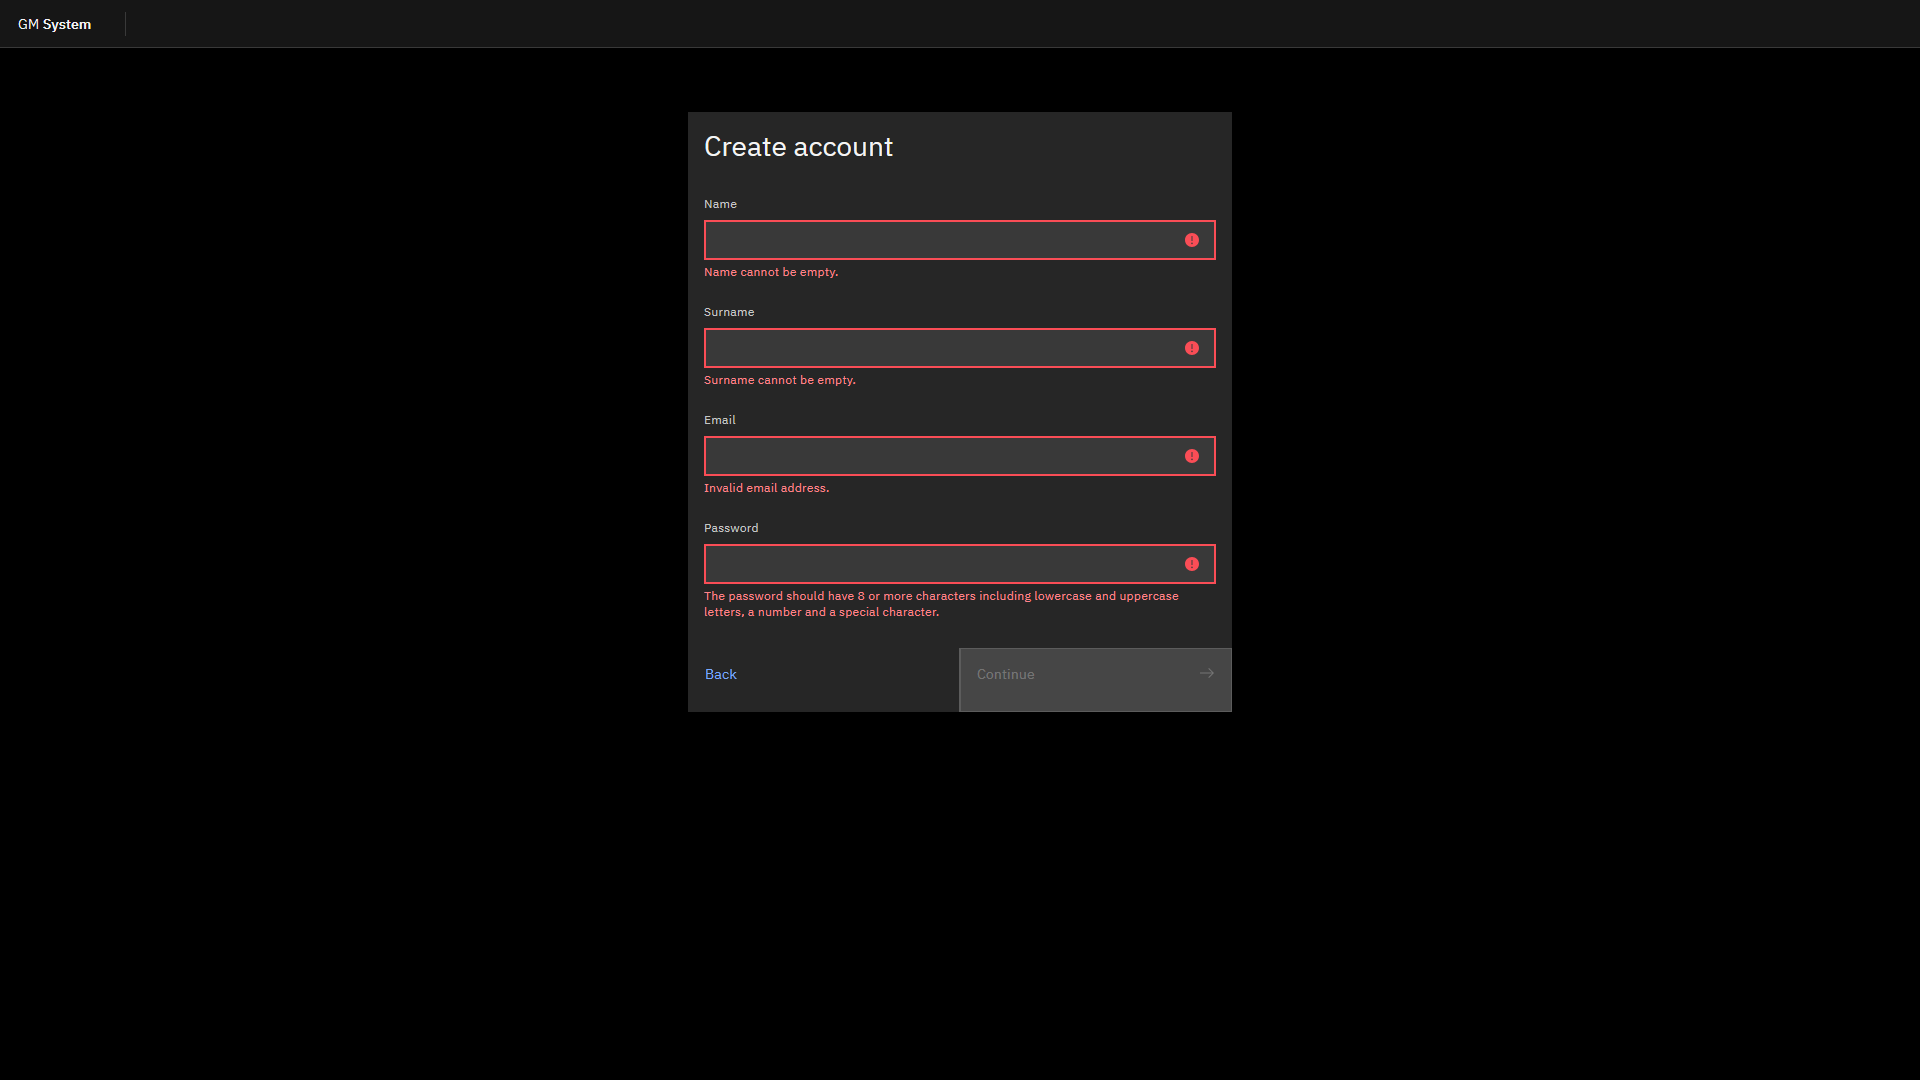 GM System
Create account
Name
Name cannot be empty.
Surname
Surname cannot be empty.
Email
Invalid email address.
Password
The password should have 8 or more characters including lowercase and uppercase
letters, a number and a special character.
Back
Continue